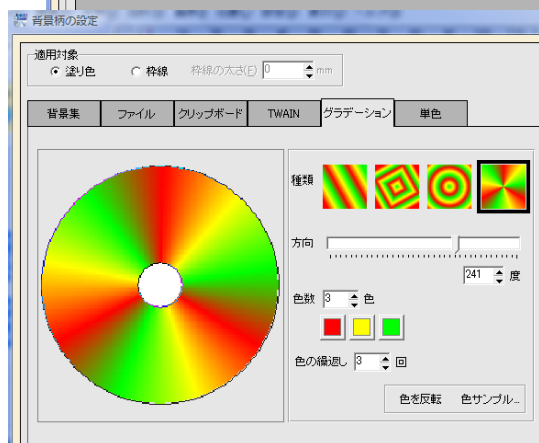 背景柄の設定
適用対象
塗り色 枠線 枠線の太さ(F) 0 mm
背景集 ファイル クリップボード TWAIN グラデーション 単色
種類
方向
241 度
色数 3 色
色の繰返し 3 回
色を反転 色サンプル...